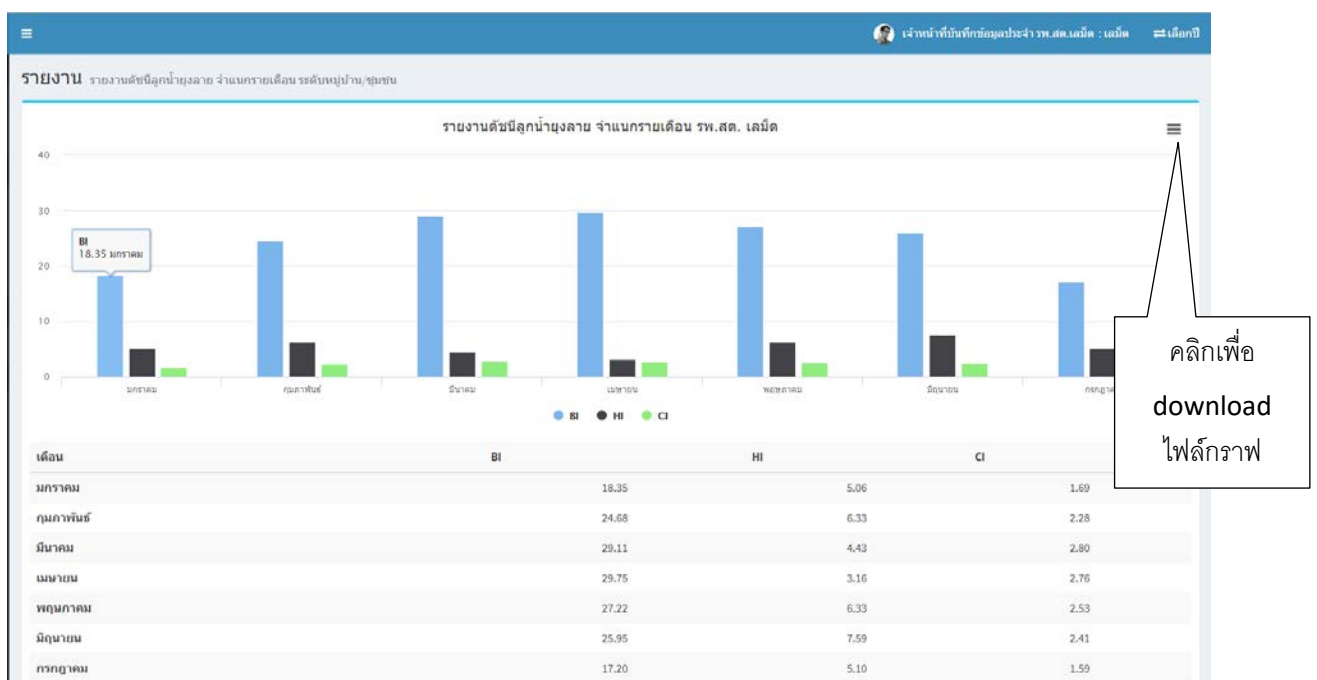 เจ้าหน้าที่บันทึกข้อมูลประจำ รพ.สต.เสม็ด : เสม็ด เลือกปี
รายงาน รายงานดัชนีลูกน้ำยุงลาย จำแนกรายเดือน ระดับหมู่บ้าน/ชุมชน
รายงานดัชนีลูกน้ำยุงลาย จำแนกรายเดือน รพ.สต. เสม็ด
40
30
BI
18.35 มกราคม
20
10
0
มกราคม กุมภาพันธ์ มีนาคม เมษายน พฤษภาคม มิถุนายน
BI HI CI
คลิกเพื่อ
download
ไฟล์กราฟ
เดือน BI HI CI
มกราคม 18.35 5.06 1.69
กุมภาพันธ์ 24.68 6.33 2.28
มีนาคม 29.11 4.43 2.80
เมษายน 29.75 3.16 2.76
พฤษภาคม 27.22 6.33 2.53
มิถุนายน 25.95 7.59 2.41
กรกฎาคม 17.20 5.10 1.59